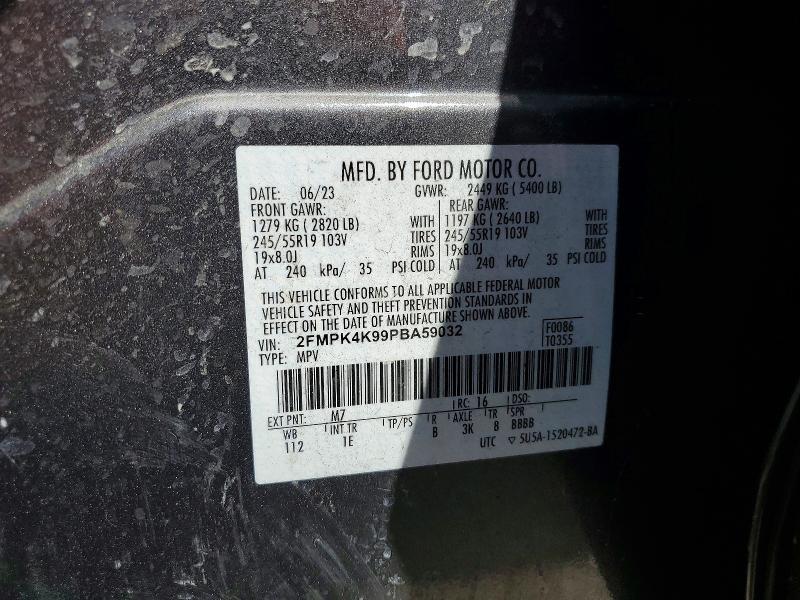 MFD. BY FORD MOTOR CO.
DATE: 06/23 GVWR: 2449 KG ( 5400 LB)
FRONT GAWR: REAR GAWR:
1279 KG ( 2820 LB) WITH 1197 KG ( 2640 LB) WITH
245/55R19 103V TIRES 245/55R19 103V TIRES
19x8.0J RIMS 19x8.0J RIMS
AT 240 kPa/ 35 PSI COLD AT 240 kPa/ 35 PSI COLD
THIS VEHICLE CONFORMS TO ALL APPLICABLE FEDERAL MOTOR
VEHICLE SAFETY AND THEFT PREVENTION STANDARDS IN
EFFECT ON THE DATE OF MANUFACTURE SHOWN ABOVE.
VIN: 2FMPK4K99PBA59032 F0086
TYPE: MPV T0355
EXT PNT: M7 RC: 16 DSO:
WB INT TR TP/PS R AXLE TR SPR
112 1E B 3K 8 BBBB
UTC ▽ 5U5A-1520472-BA